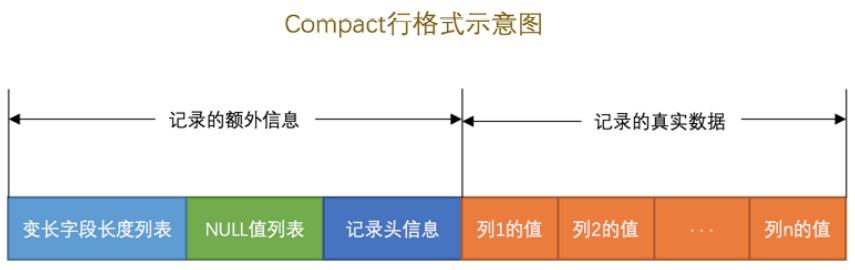 Compact行格式示意图
记录的额外信息
记录的真实数据
变长字段长度列表
NULL值列表
记录头信息
列1的值
列2的值
...
列n的值